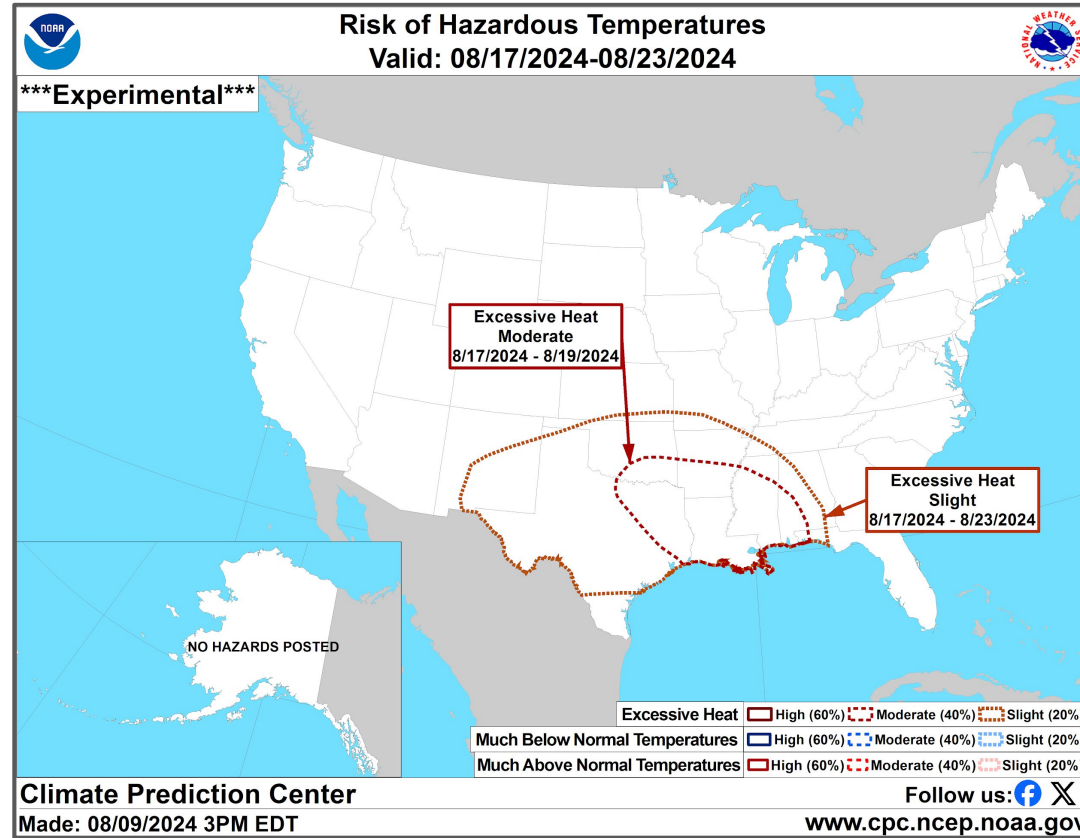 NOAA
Risk of Hazardous Temperatures
Valid: 08/17/2024-08/23/2024
NATIONAL WEATHER SERVICE
***Experimental***
Excessive Heat
Moderate
8/17/2024 - 8/19/2024
Excessive Heat
Slight
8/17/2024 - 8/23/2024
NO HAZARDS POSTED
Excessive Heat High (60%) Moderate (40%) Slight (20%
Much Below Normal Temperatures High (60%) Moderate (40%) Slight (20%
Much Above Normal Temperatures High (60%) Moderate (40%) Slight (20%
Climate Prediction Center
Follow us:
Made: 08/09/2024 3PM EDT
www.cpc.ncep.noaa.gov